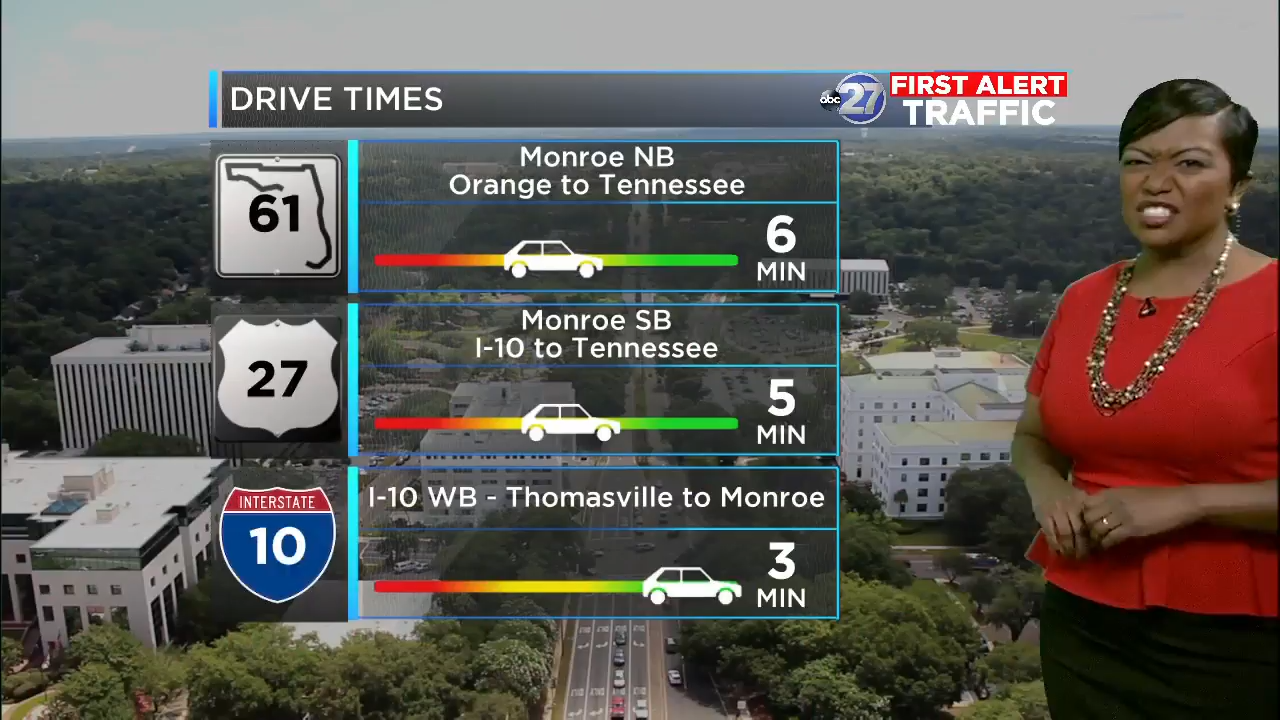 DRIVE TIMES
abc 27 FIRST ALERT
TRAFFIC
61
Monroe NB
Orange to Tennessee
6
MIN
27
Monroe SB
I-10 to Tennessee
5
MIN
INTERSTATE
10
I-10 WB - Thomasville to Monroe
3
MIN